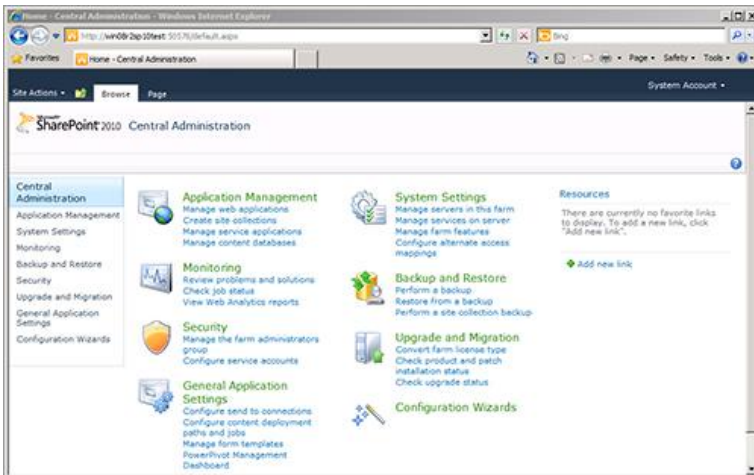 Home - Central Administration - Windows Internet Explorer
http://win08r2sp10test:50576/default.aspx
Bing
Favorites
Home - Central Administration
Page
Safety
Tools
Site Actions
Browse
Page
System Account
Microsoft
SharePoint 2010
Central Administration
Central
Administration
Application Management
System Settings
Monitoring
Backup and Restore
Security
Upgrade and Migration
General Application
Settings
Configuration Wizards
Application Management
Manage web applications
Create site collections
Manage service applications
Manage content databases
Monitoring
Review problems and solutions
Check job status
View Web Analytics reports
Security
Manage the farm administrators
group
Configure service accounts
General Application
Settings
Configure send to connections
Configure content deployment
paths and jobs
Manage form templates
PowerPivot Management
Dashboard
System Settings
Manage servers in this farm
Manage services on server
Manage farm features
Configure alternate access
mappings
Backup and Restore
Perform a backup
Restore from a backup
Perform a site collection backup
Upgrade and Migration
Convert farm license type
Check product and patch
installation status
Check upgrade status
Configuration Wizards
Resources
There are currently no favorite links
to display. To add a new link, click
"Add new link".
Add new link